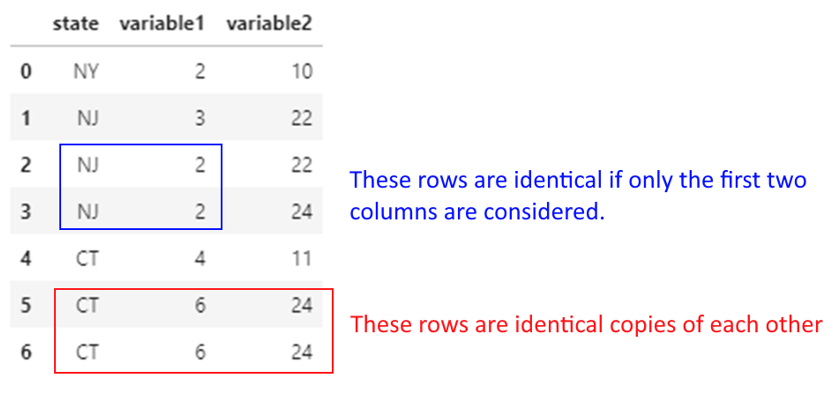 state variable1 variable2
0 NY 2 10
1 NJ 3 22
2 NJ 2 22
These rows are identical if only the first two
columns are considered.
3 NJ 2 24
4 CT 4 11
5 CT 6 24
These rows are identical copies of each other
6 CT 6 24